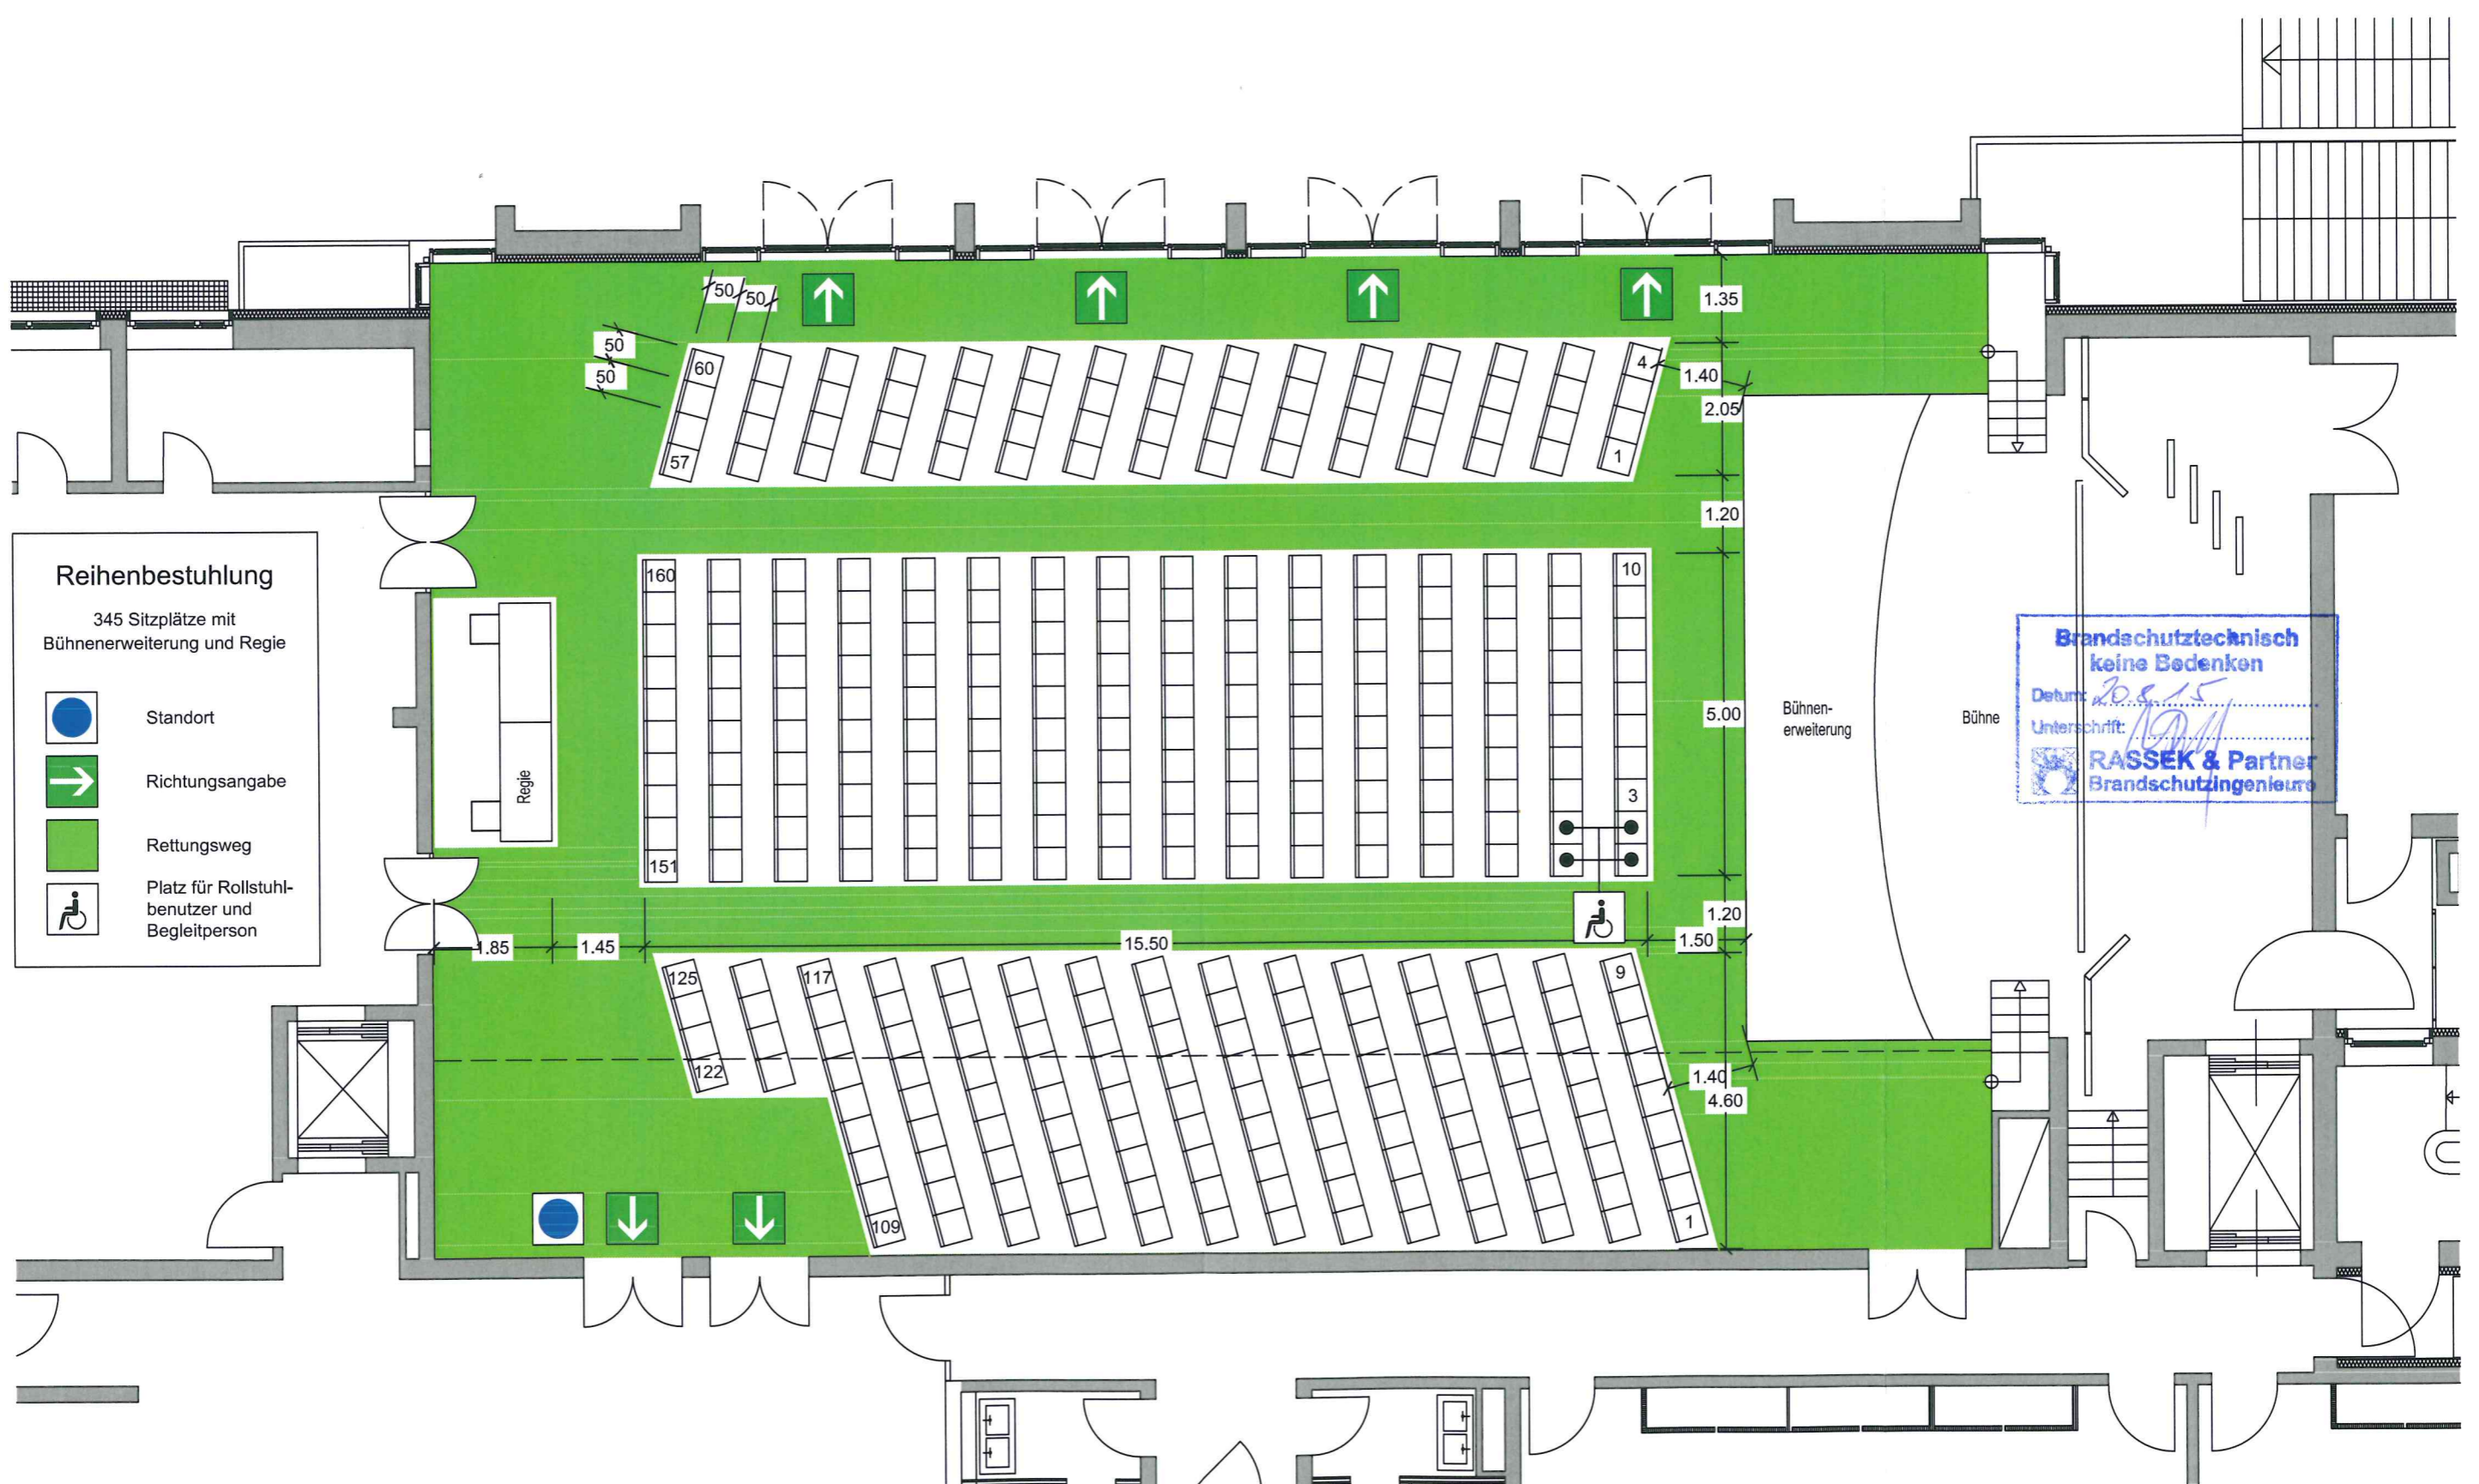 50
50
1.35
50
50
60
4
1.40
2.05
57
1
1.20
Reihenbestuhlung
345 Sitzplätze mit
Bühnenerweiterung und Regie
Standort
Richtungsangabe
Rettungsweg
Platz für Rollstuhl-
benutzer und
Begleitperson
160
10
Regie
5.00
3
151
Bühnen-
erweiterung
Bühne
Brandschutztechnisch
keine Bedenken
Datum: 20.8.15
Unterschrift:
RASSEK & Partner
Brandschutzingenieure
1.20
1.85
1.45
15.50
1.50
125
117
9
122
1.40
4.60
109
1